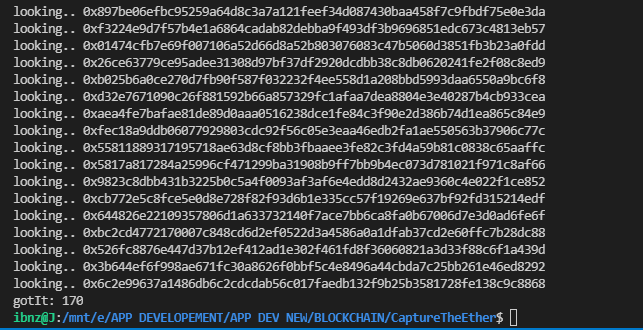 looking.. 0x897be06efbc95259a64d8c3a7a121feef34d087430baa458f7c9fbdf75e0e3da
looking.. 0xf3224e9d7f57b4e1a6864cadab82debba9f493df3b9696851edc673c4813eb57
looking.. 0x01474cfb7e69f007106a52d66d8a52b803076083c47b5060d3851fb3b23a0fdd
looking.. 0x26ce63779ce95adee31308d97bf37df2920dcdbb38c8db0620241fe2f08c8ed9
looking.. 0xb025b6a0ce270d7fb90f587f032232f4ee558d1a208bbd5993daa6550a9bc6f8
looking.. 0xd32e7671090c26f881592b66a857329fc1afaa7dea8804e3e40287b4cb933cea
looking.. 0xaea4fe7bafae81de89d0aaa0516238dce1fe84c3f90e2d386b74d1ea865c84e9
looking.. 0xfec18a9ddb06077929803cdc92f56c05e3eaa46edb2fa1ae550563b37906c77c
looking.. 0x55811889317195718ae63d8cf8bb3fbaaee3fe82c3fd4a59b81c0838c65aaffc
looking.. 0x5817a817284a25996cf471299ba31908b9ff7bb9b4ec073d781021f971c8af66
looking.. 0x9823c8dbb431b3225b0c5a4f0093af3af6e4edd8d2432ae9360c4e022f1ce852
looking.. 0xcb772e5c8fce5e0d8e728f82f93d6b1e335cc57f19269e637bf92fd315214edf
looking.. 0x644826e22109357806d1a633732140f7ace7bb6ca8fa0b67006d7e3d0ad6fe6f
looking.. 0xbc2cd4772170007c848cd6d2ef0522d3a4586a0a1dfab37cd2e60ffc7b28dc88
looking.. 0x526fc8876e447d37b12ef412ad1e302f461fd8f36060821a3d33f88c6f1a439d
looking.. 0x3b644ef6f998ae671fc30a8626f0bbf5c4e8496a44cbda7c25bb261e46ed8292
looking.. 0x6c2e99637a1486db6c2cdcdab56c017faedb132f9b25b3581728fe138c9c8868
gotIt: 170
ibnz@J:/mnt/e/APP DEVELOPEMENT/APP DEV NEW/BLOCKCHAIN/CaptureTheEther$